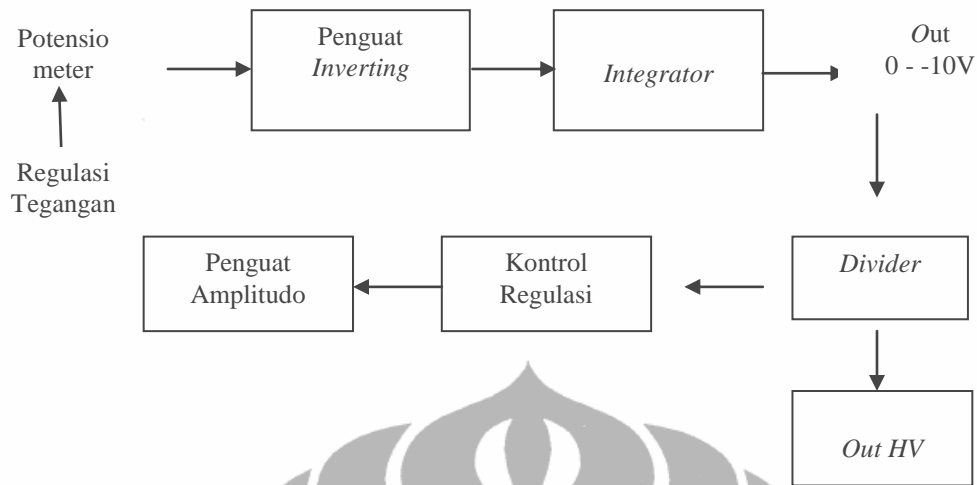 Potensio
meter
Penguat
Inverting
Integrator
Out
0 - -10V
Regulasi
Tegangan
Penguat
Amplitudo
Kontrol
Regulasi
Divider
Out HV